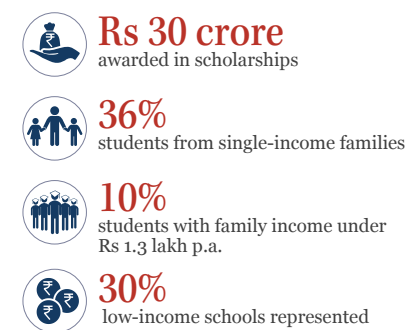 Rs 30 crore
awarded in scholarships
36%
students from single-income families
10%
students with family income under
Rs 1.3 lakh p.a.
30%
low-income schools represented